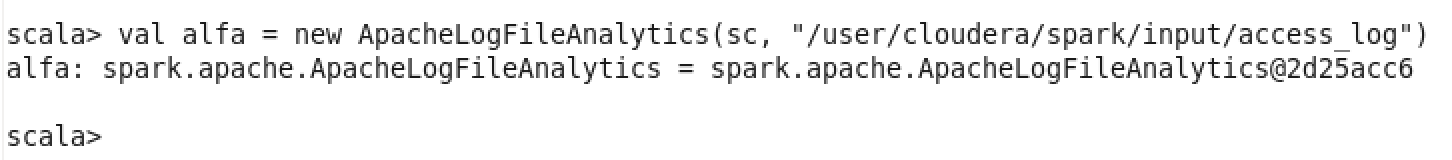 scala> val alfa = new ApacheLogFileAnalytics(sc, "/user/cloudera/spark/input/access_log")
alfa: spark.apache.ApacheLogFileAnalytics = spark.apache.ApacheLogFileAnalytics@2d25acc6
scala>